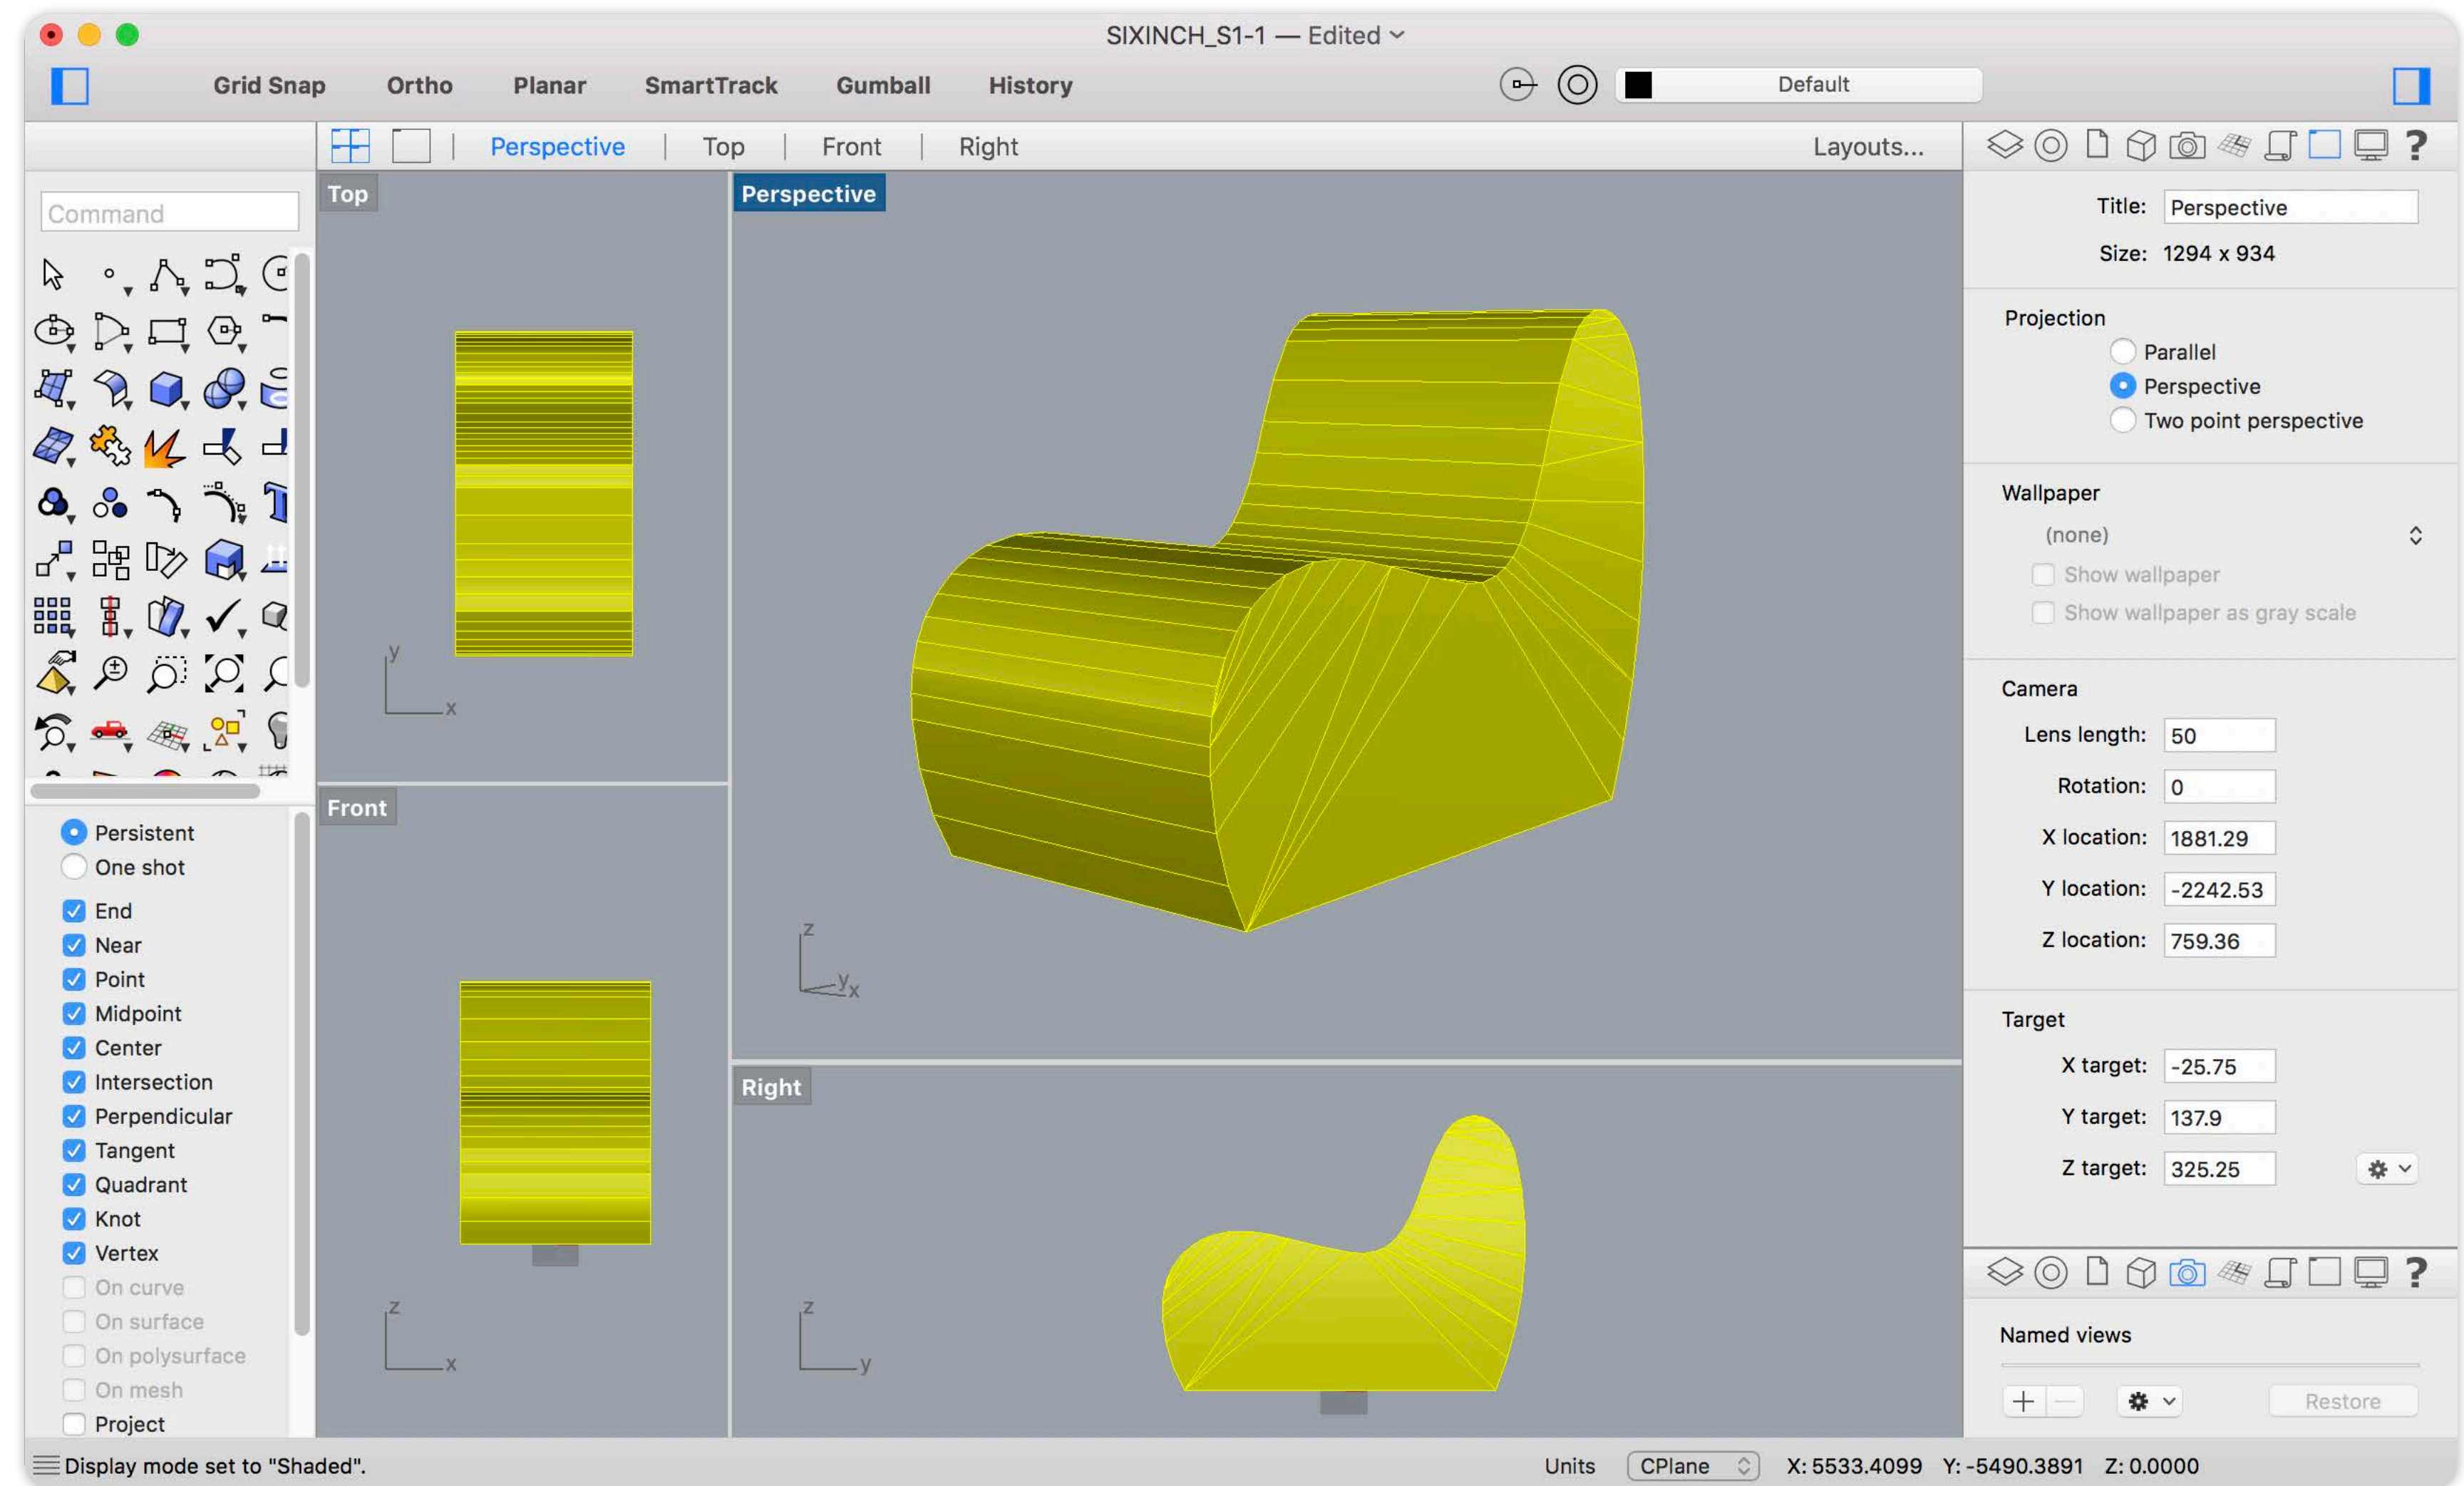 SIXINCH_S1-1 — Edited
Grid Snap Ortho Planar SmartTrack Gumball History Default
Perspective Top Front Right Layouts...
Command
Top
Perspective
y
x
Front
z
y
x
Right
z
x
z
y
Persistent
One shot
End
Near
Point
Midpoint
Center
Intersection
Perpendicular
Tangent
Quadrant
Knot
Vertex
On curve
On surface
On polysurface
On mesh
Project
Title: Perspective
Size: 1294 x 934
Projection
Parallel
Perspective
Two point perspective
Wallpaper
(none)
Show wallpaper
Show wallpaper as gray scale
Camera
Lens length: 50
Rotation: 0
X location: 1881.29
Y location: -2242.53
Z location: 759.36
Target
X target: -25.75
Y target: 137.9
Z target: 325.25
Named views
Restore
Display mode set to "Shaded".
Units CPlane X: 5533.4099 Y: -5490.3891 Z: 0.0000